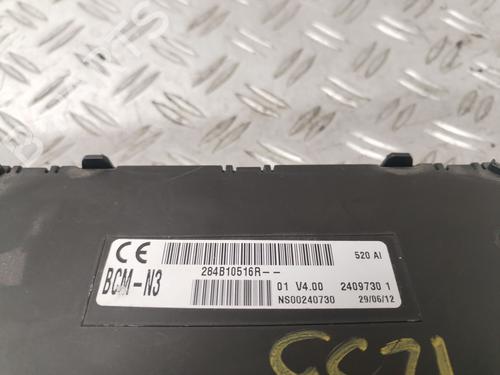 CE 520 AI
BCM-N3 284B10516R--
01 V4.00 2409730 1
NS00240730 29/06/12